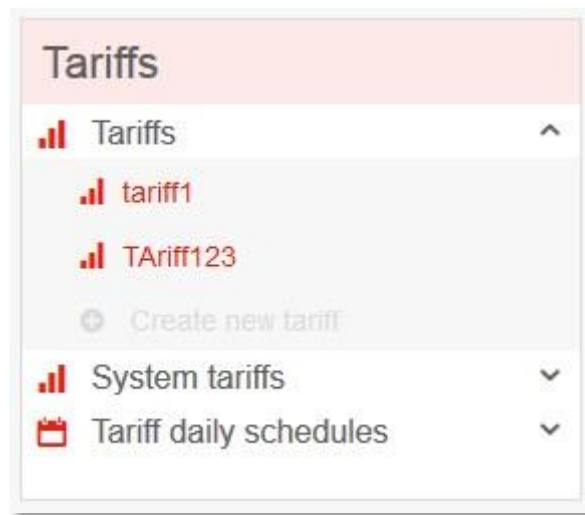 Tariffs
Tariffs
tariff1
TAriff123
Create new tariff
System tariffs
Tariff daily schedules